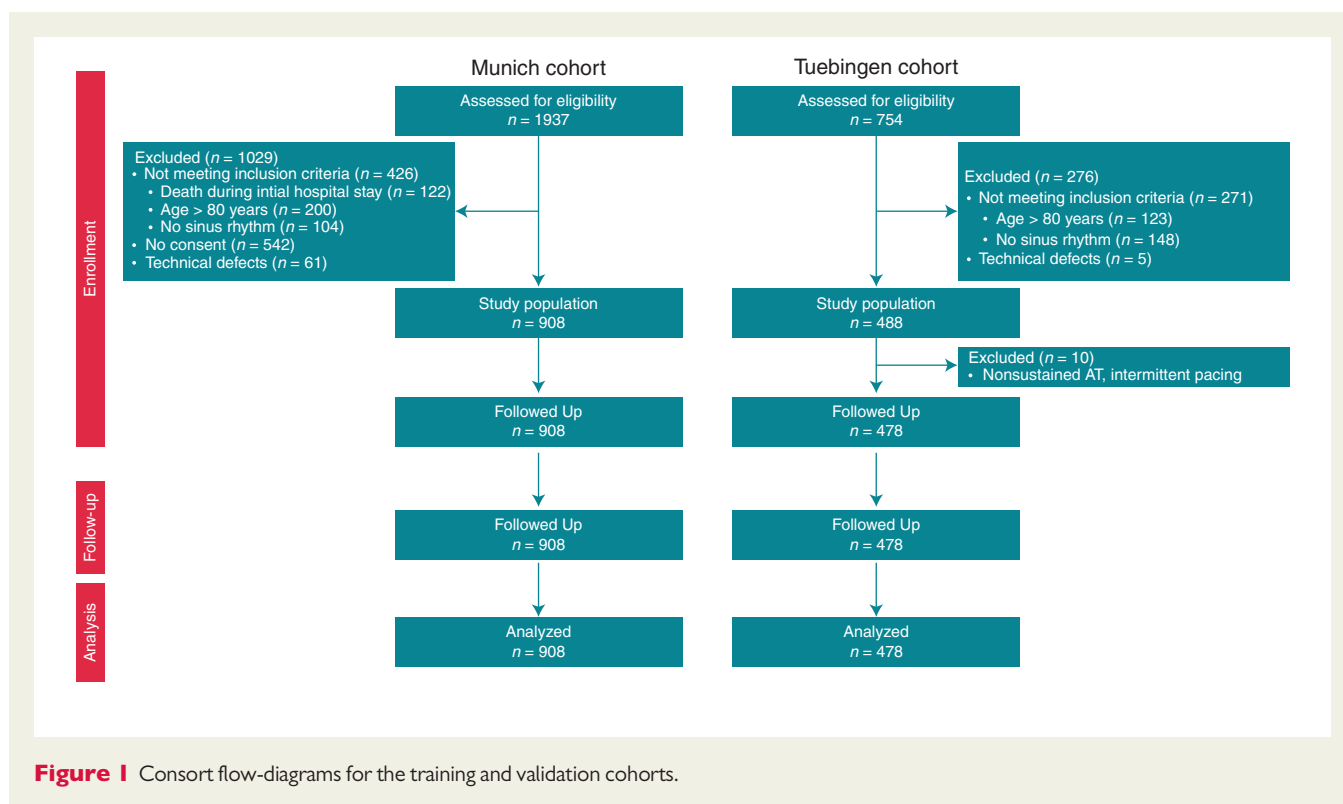 Munich cohort
Assessed for eligibility
n = 1937
Excluded (n = 1029)
• Not meeting inclusion criteria (n = 426)
• Death during intial hospital stay (n = 122)
• Age > 80 years (n = 200)
• No sinus rhythm (n = 104)
• No consent (n = 542)
• Technical defects (n = 61)
Study population
n = 908
Followed Up
n = 908
Followed Up
n = 908
Analyzed
n = 908
Tuebingen cohort
Assessed for eligibility
n = 754
Excluded (n = 276)
• Not meeting inclusion criteria (n = 271)
• Age > 80 years (n = 123)
• No sinus rhythm (n = 148)
• Technical defects (n = 5)
Study population
n = 488
Excluded (n = 10)
• Nonsustained AT, intermittent pacing
Followed Up
n = 478
Followed Up
n = 478
Analyzed
n = 478
Enrollment
Follow-up
Analysis
Figure 1 Consort flow-diagrams for the training and validation cohorts.